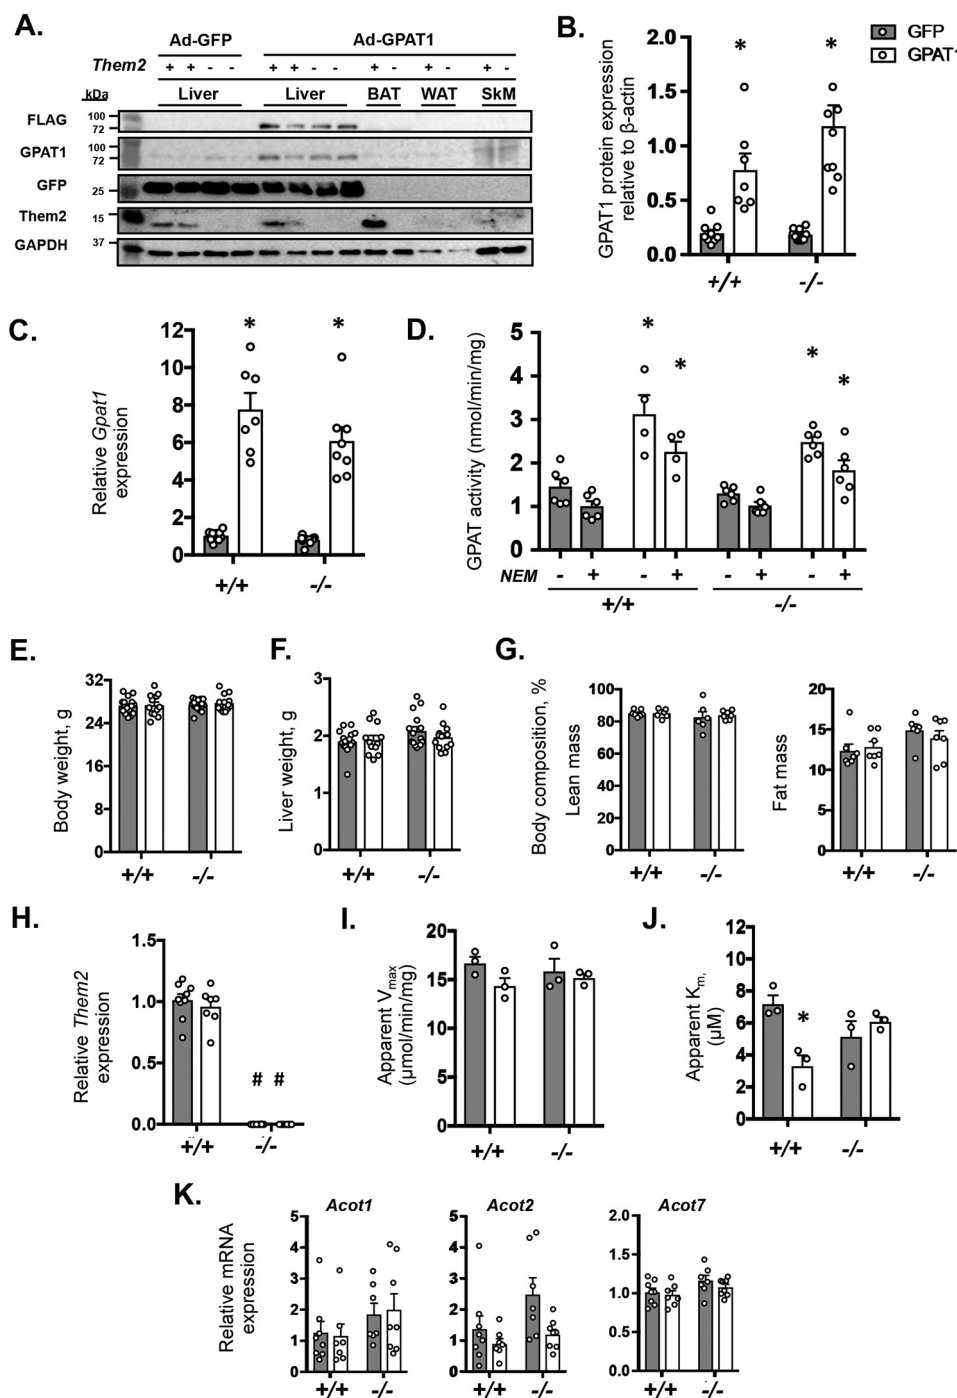 A.
Ad-GFP Ad-GPAT1
Them2 + + - - + + - - + - + - + -
kDa Liver Liver BAT WAT SkM
FLAG 100 72
GPAT1 100 72
GFP 25
Them2 15
GAPDH 37
B.
GPAT1 protein expression
relative to β-actin
2.0
1.5
1.0
0.5
0.0
* *
+/+ -/-
GFP
GPAT1
C.
Relative Gpat1
expression
12
10
8
6
4
2
0
* *
+/+ -/-
D.
GPAT activity (nmol/min/mg)
5
4
3
2
1
0
* * * *
NEM - + - + - + - +
+/+ -/-
E.
Body weight, g
32
24
16
8
0
+/+ -/-
F.
Liver weight, g
3
2
1
0
+/+ -/-
G.
Body composition, %
Lean mass
100
80
60
40
20
0
+/+ -/-
Fat mass
20
15
10
5
0
+/+ -/-
H.
Relative Them2
expression
1.5
1.0
0.5
0.0
# #
+/+ -/-
I.
Apparent Vmax
(µmol/min/mg)
20
15
10
5
0
+/+ -/-
J.
Apparent Km,
(µM)
12
10
8
6
4
2
0
*
+/+ -/-
K.
Relative mRNA
expression
Acot1
5
4
3
2
1
0
+/+ -/-
Acot2
5
4
3
2
1
0
+/+ -/-
Acot7
2.0
1.5
1.0
0.5
0.0
+/+ -/-